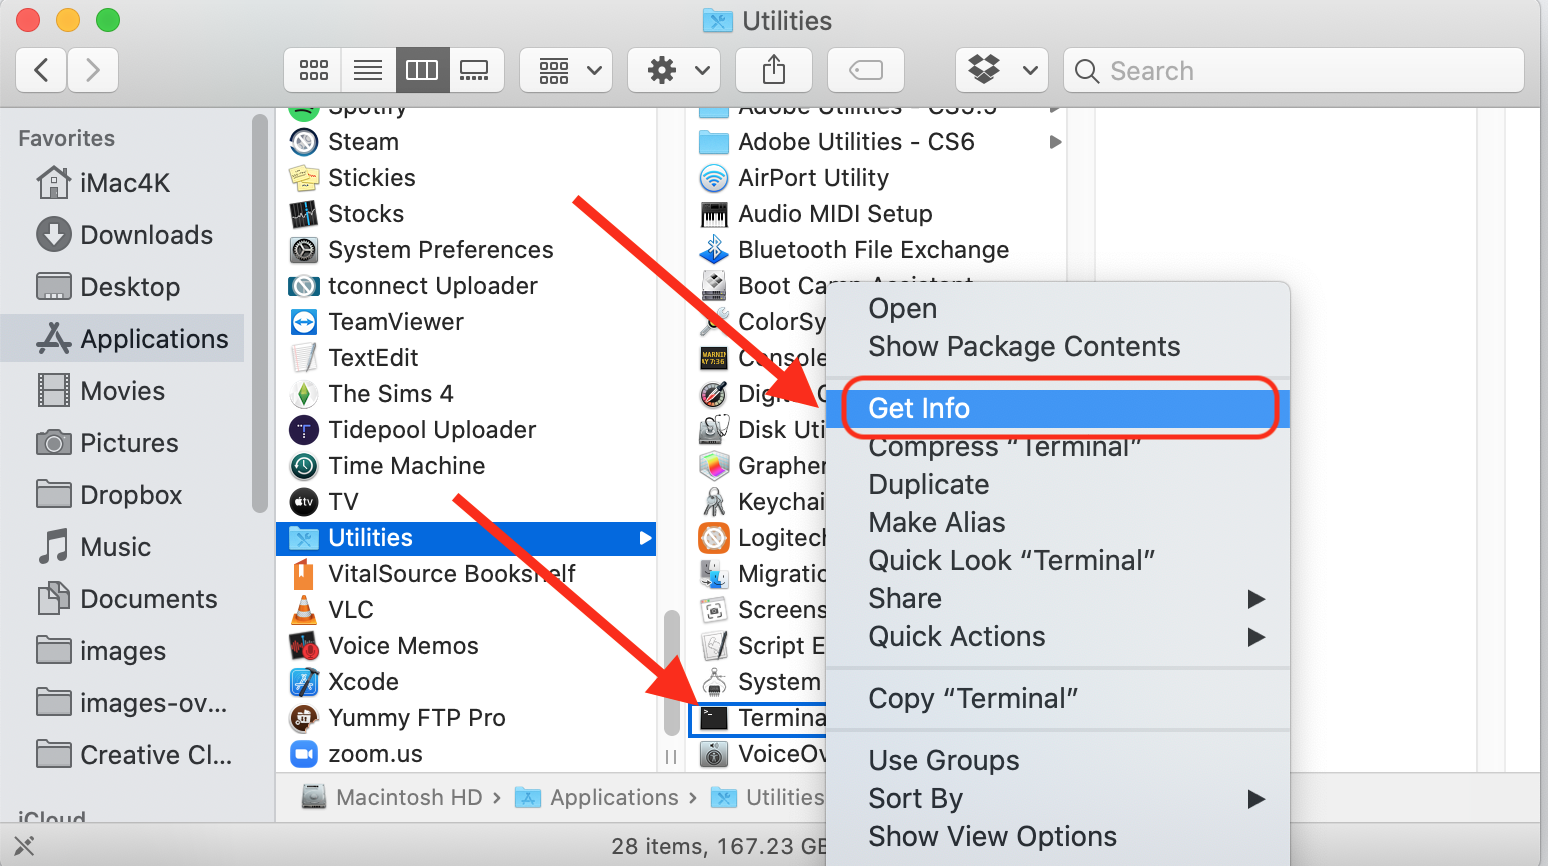 Utilities
Search
Favorites
iMac4K
Downloads
Desktop
Applications
Movies
Pictures
Dropbox
Music
Documents
images
images-ov...
Creative Cl...
iCloud
Spotify
Steam
Stickies
Stocks
System Preferences
tconnect Uploader
TeamViewer
TextEdit
The Sims 4
Tidepool Uploader
Time Machine
TV
Utilities
VitalSource Bookshelf
VLC
Voice Memos
Xcode
Yummy FTP Pro
zoom.us
Adobe Utilities - CS5.5
Adobe Utilities - CS6
AirPort Utility
Audio MIDI Setup
Bluetooth File Exchange
Boot Camp Assistant
ColorSy
Console
Digital C
Disk Uti
Grapher
Keychai
Logitech
Migratio
Screens
Script E
System
Termina
VoiceOv
Open
Show Package Contents
Get Info
Compress “Terminal”
Duplicate
Make Alias
Quick Look “Terminal”
Share
Quick Actions
Copy “Terminal”
Use Groups
Sort By
Show View Options
Macintosh HD › Applications › Utilities
28 items, 167.23 GB